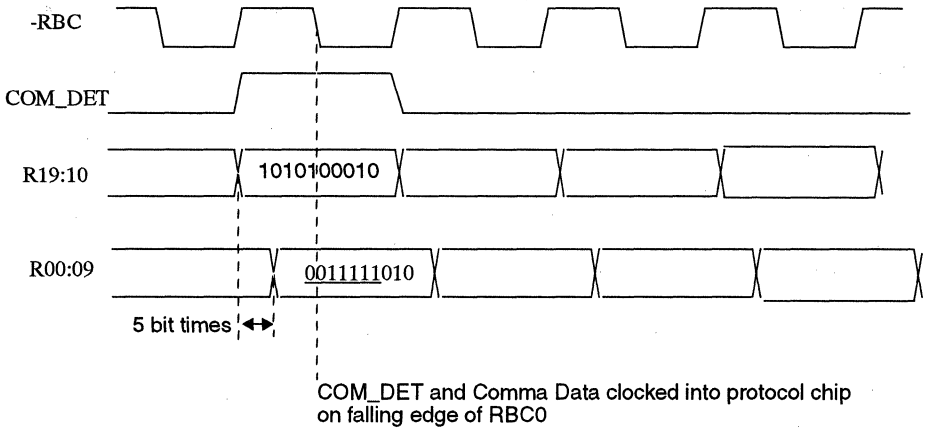 -RBC
COM_DET
R19:10
1010100010
R00:09
0011111010
5 bit times
COM_DET and Comma Data clocked into protocol chip
on falling edge of RBC0